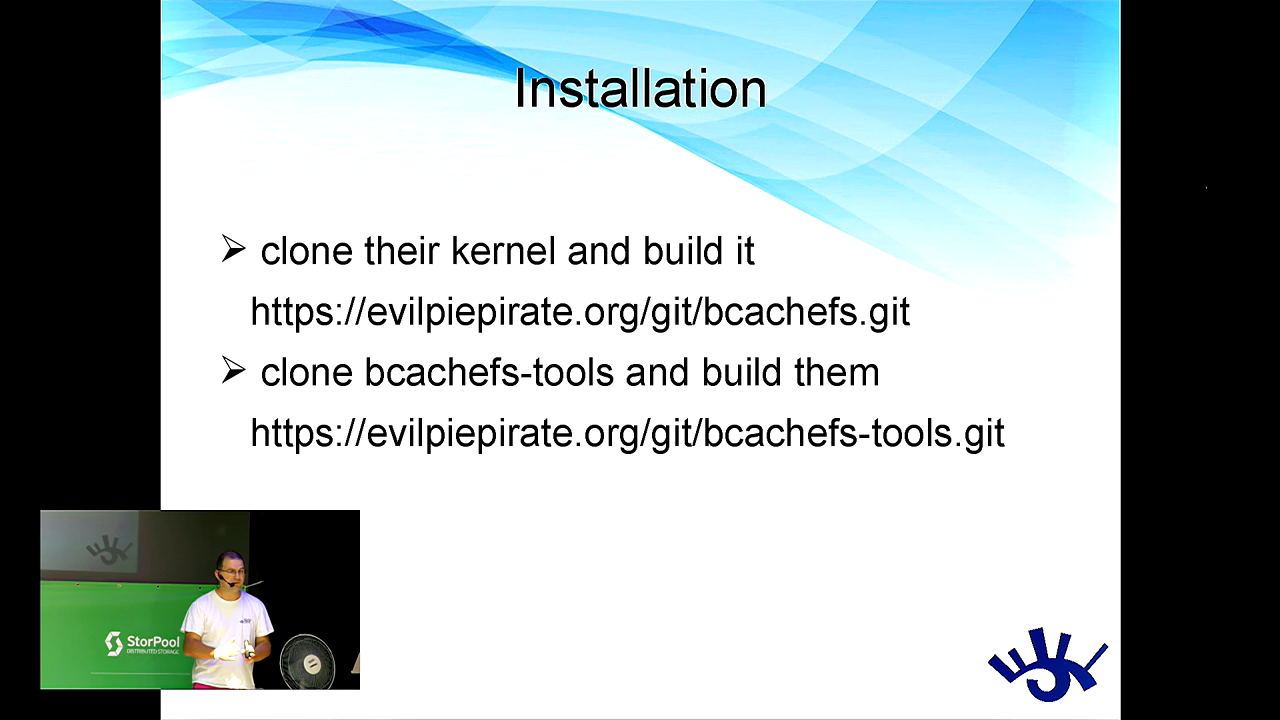 Installation
clone their kernel and build it
https://evilpiepirate.org/git/bcachefs.git
clone bcachefs-tools and build them
https://evilpiepirate.org/git/bcachefs-tools.git
StorPool
DISTRIBUTED STORAGE